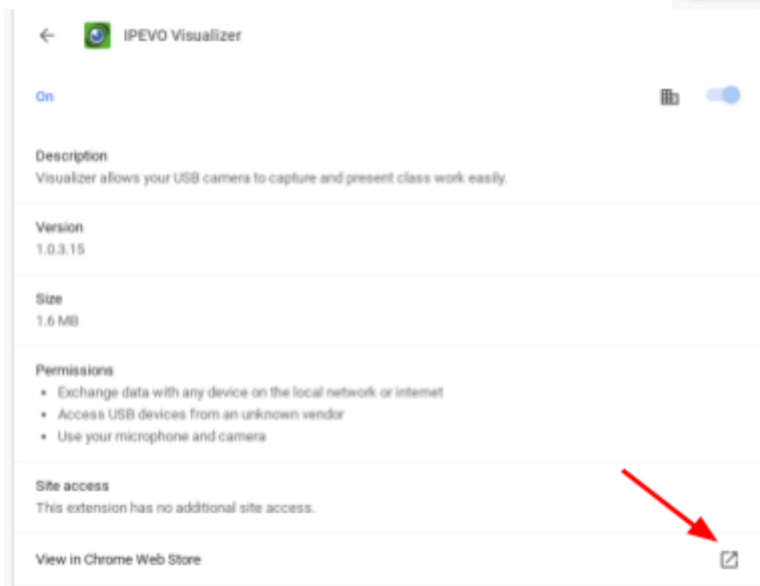 IPEVO Visualizer
On
Description
Visualizer allows your USB camera to capture and present class work easily.
Version
1.0.3.15
Size
1.6 MB
Permissions
• Exchange data with any device on the local network or internet
• Access USB devices from an unknown vendor
• Use your microphone and camera
Site access
This extension has no additional site access.
View in Chrome Web Store